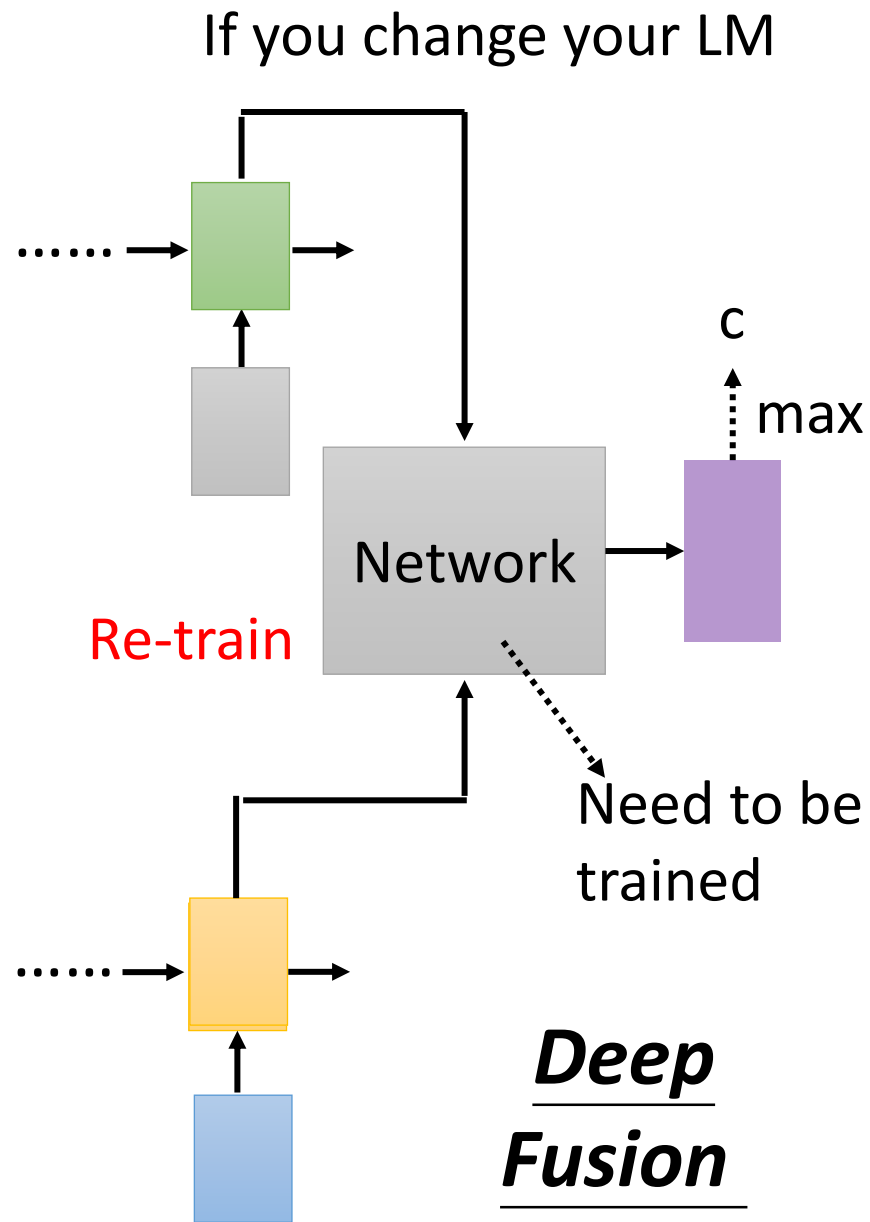 If you change your LM
......
c
max
Network
Re-train
Need to be
trained
......
Deep
Fusion